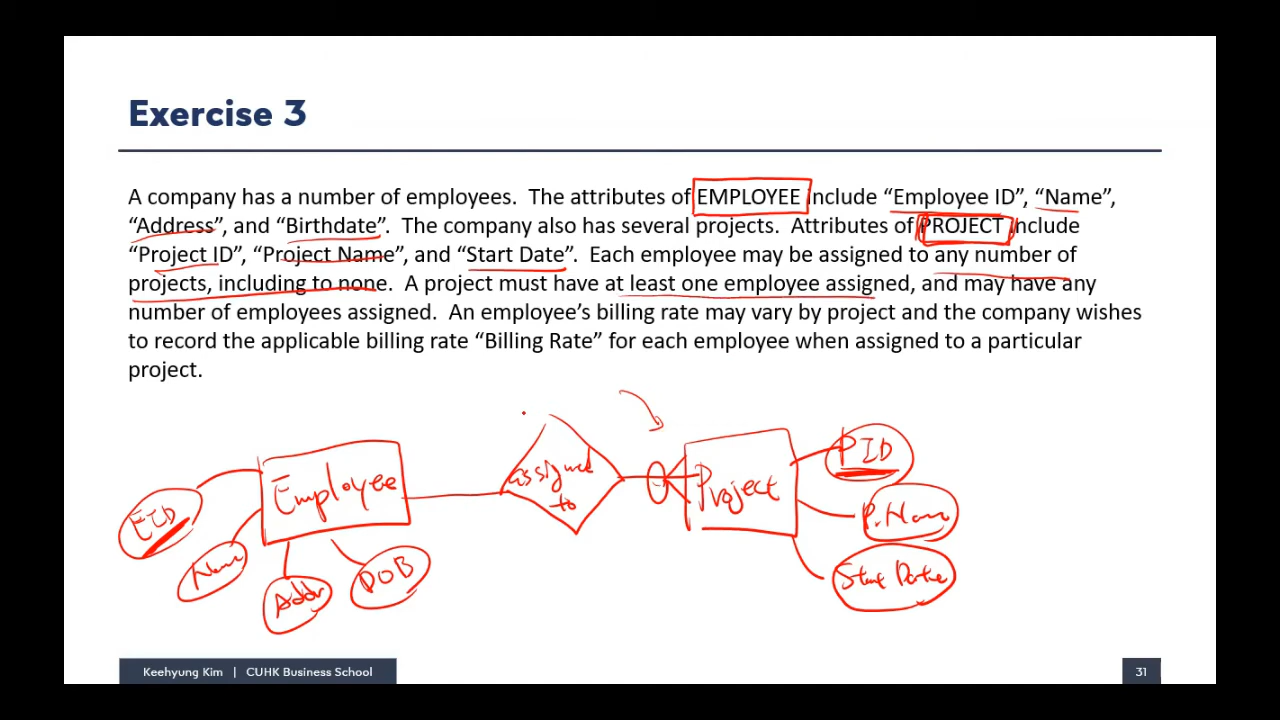 Exercise 3
A company has a number of employees. The attributes of EMPLOYEE include “Employee ID”, “Name”,
“Address”, and “Birthdate”. The company also has several projects. Attributes of PROJECT include
“Project ID”, “Project Name”, and “Start Date”. Each employee may be assigned to any number of
projects, including to none. A project must have at least one employee assigned, and may have any
number of employees assigned. An employee’s billing rate may vary by project and the company wishes
to record the applicable billing rate “Billing Rate” for each employee when assigned to a particular
project.
Employee
assigned
to
Project
PID
P.Name
Start Date
EID
Name
Addr
DOB
Keehyung Kim | CUHK Business School
31